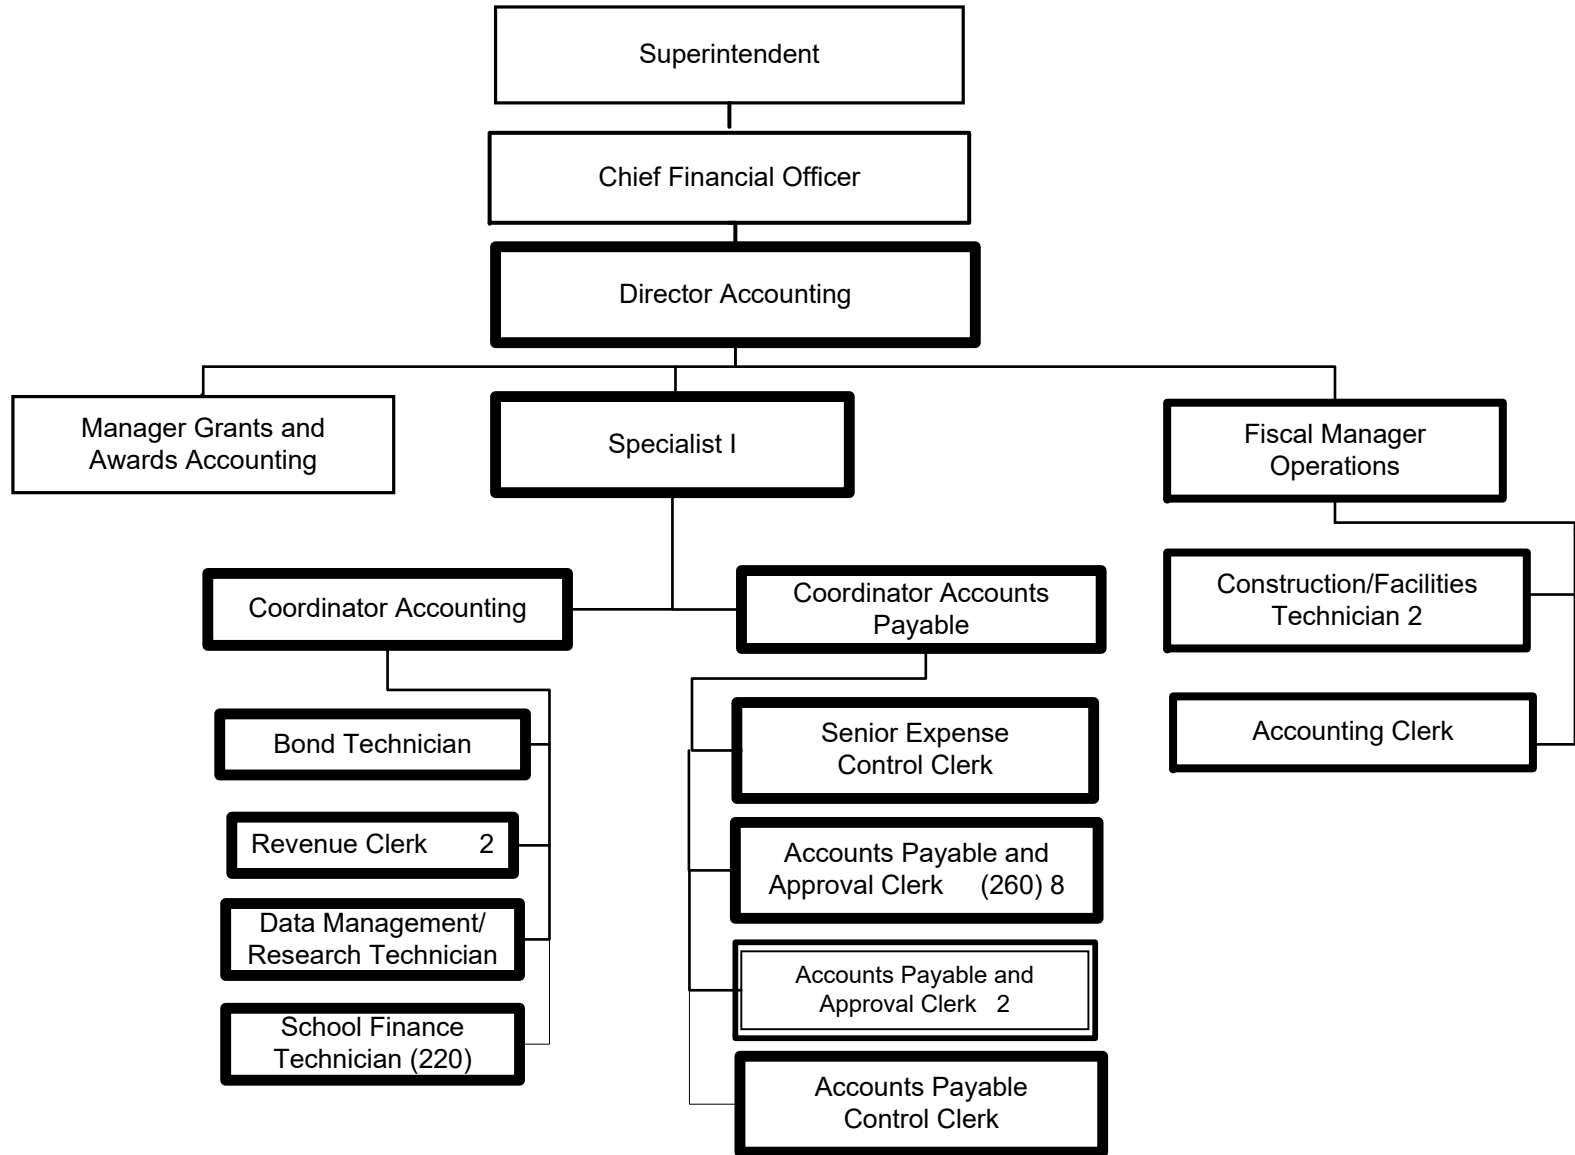 Superintendent
Chief Financial Officer
Director Accounting
Manager Grants and
Awards Accounting
Specialist I
Fiscal Manager
Operations
Coordinator Accounting
Coordinator Accounts
Payable
Construction/Facilities
Technician 2
Bond Technician
Revenue Clerk 2
Data Management/
Research Technician
School Finance
Technician (220)
Senior Expense
Control Clerk
Accounts Payable and
Approval Clerk (260) 8
Accounts Payable and
Approval Clerk 2
Accounts Payable
Control Clerk
Accounting Clerk